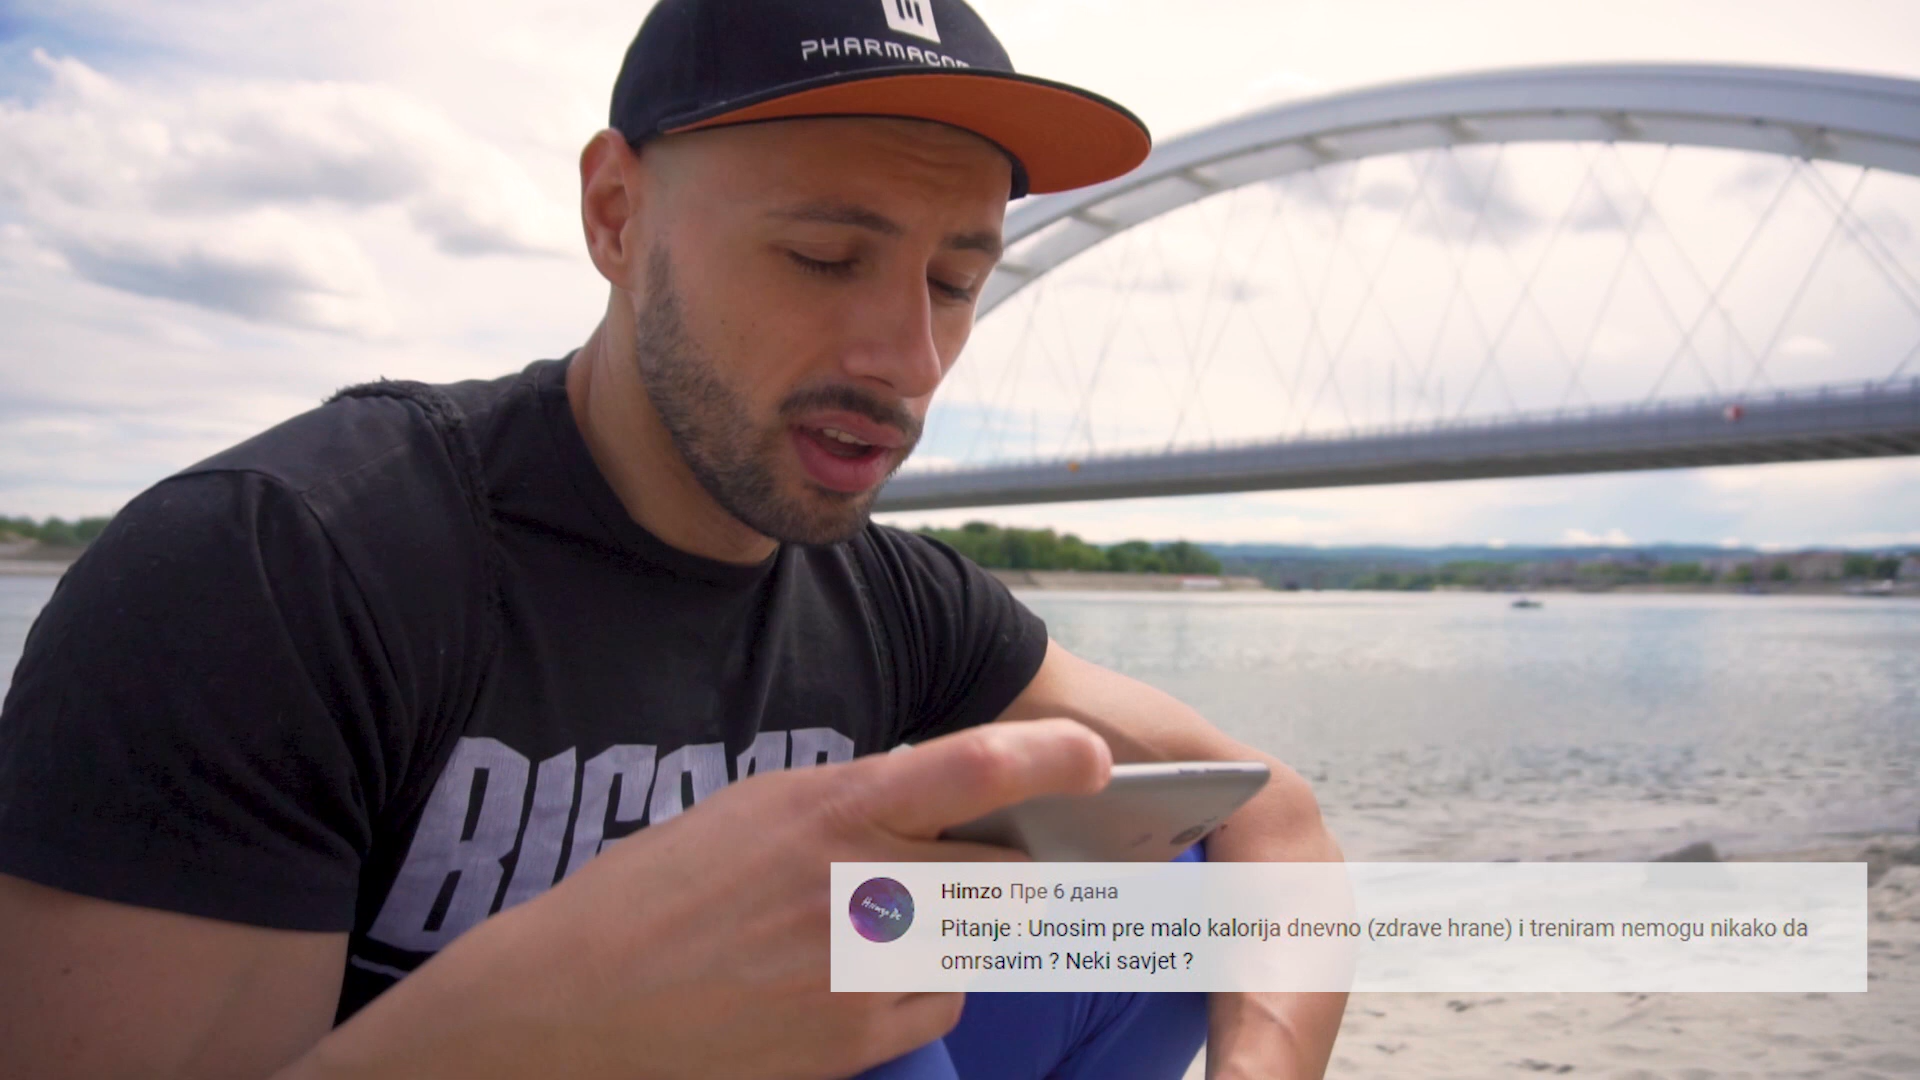 Himzo Пре 6 дана
Pitanje : Unosim pre malo kalorija dnevno (zdrave hrane) i treniram nemogu nikako da
omrsavim ? Neki savjet ?